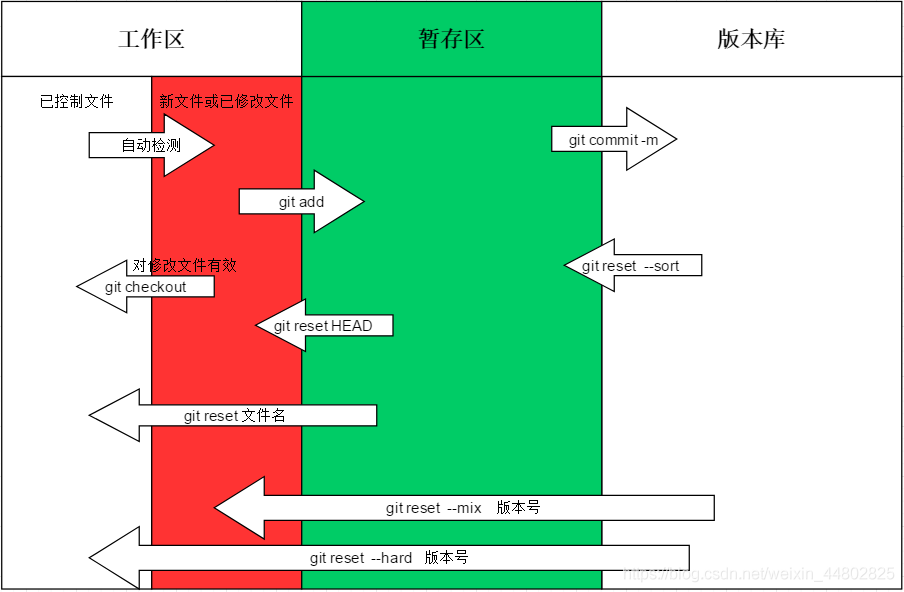 工作区
暂存区
版本库
已控制文件
新文件或已修改文件
自动检测
git commit -m
git add
对修改文件有效
git checkout
git reset --sort
git reset HEAD
git reset 文件名
git reset --mix 版本号
git reset --hard 版本号
https://blog.csdn.net/weixin_44802825